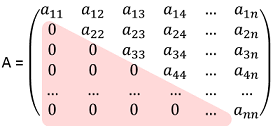 a11 a12 a13 a14 ... a1n
0 a22 a23 a24 ... a2n
0 0 a33 a34 ... a3n
A = 0 0 0 a44 ... a4n
... ... ... ... ... ...
0 0 0 0 ... ann